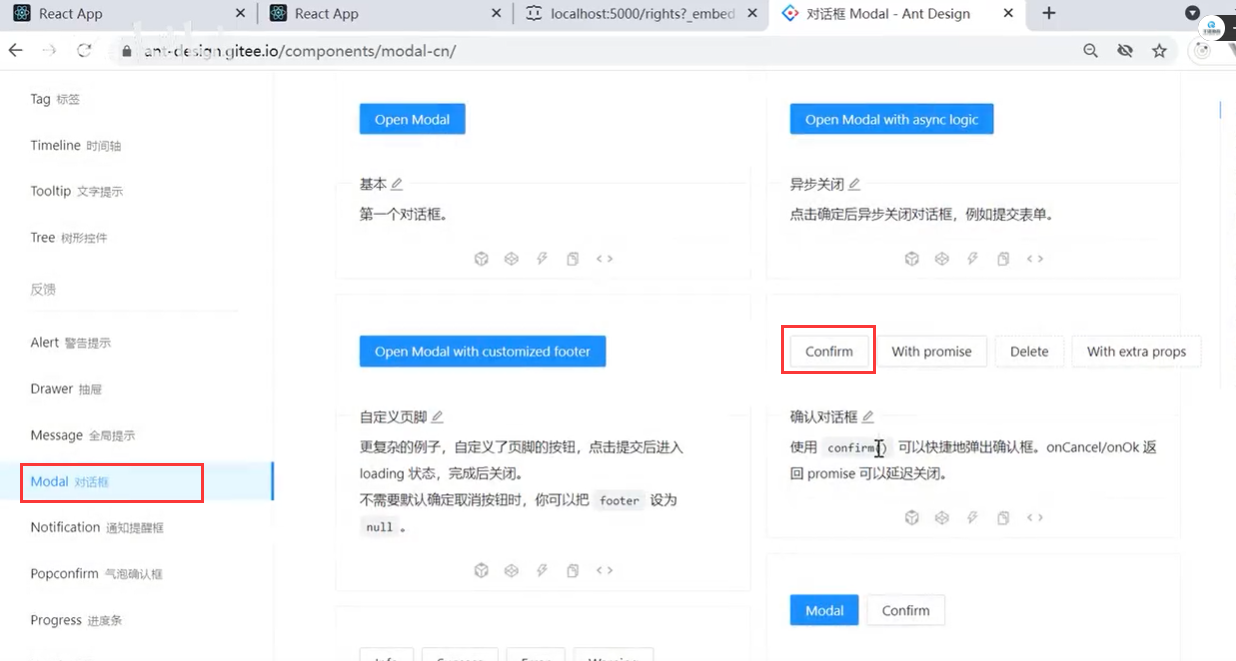 React App
React App
localhost:5000/rights?_embed
对话框 Modal - Ant Design
ant-design.gitee.io/components/modal-cn/
Tag 标签
Timeline 时间轴
Tooltip 文字提示
Tree 树形控件
反馈
Alert 警告提示
Drawer 抽屉
Message 全局提示
Modal 对话框
Notification 通知提醒框
Popconfirm 气泡确认框
Progress 进度条
Open Modal
基本
第一个对话框。
Open Modal with async logic
异步关闭
点击确定后异步关闭对话框，例如提交表单。
Open Modal with customized footer
自定义页脚
更复杂的例子，自定义了页脚的按钮，点击提交后进入
loading 状态，完成后关闭。
不需要默认确定取消按钮时，你可以把 footer 设为
null 。
Confirm
With promise
Delete
With extra props
确认对话框
使用 confirm() 可以快捷地弹出确认框。onCancel/onOk 返
回 promise 可以延迟关闭。
Modal
Confirm